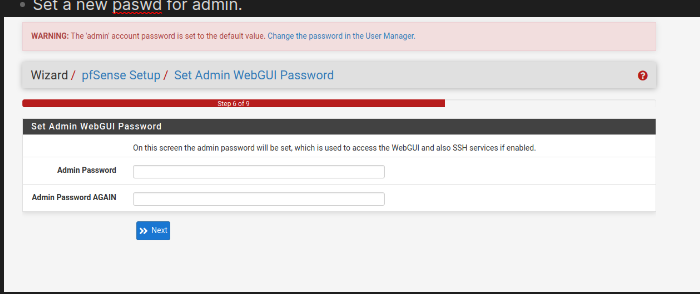 • Set a new paswd for admin.
WARNING: The 'admin' account password is set to the default value. Change the password in the User Manager.
Wizard / pfSense Setup / Set Admin WebGUI Password
?
Step 6 of 9
Set Admin WebGUI Password
On this screen the admin password will be set, which is used to access the WebGUI and also SSH services if enabled.
Admin Password
Admin Password AGAIN
>> Next